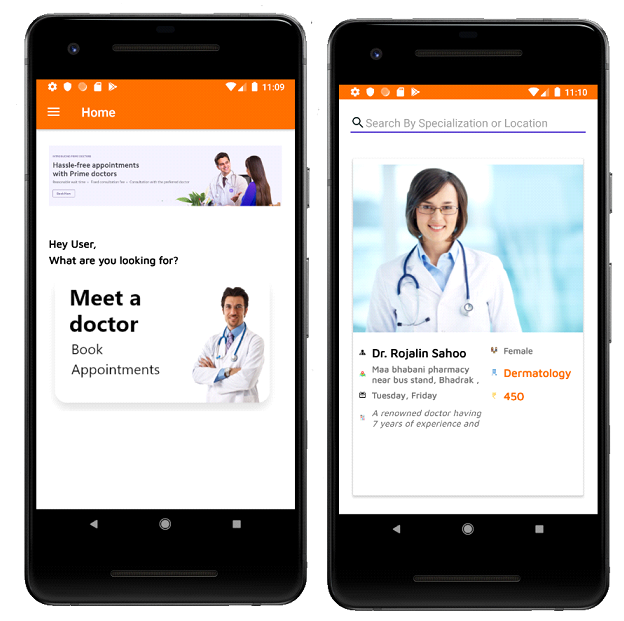 11:09
Home
Hassle-free appointments
with Prime doctors
Book Now
Hey User,
What are you looking for?
Meet a
doctor
Book
Appointments
11:10
Search By Specialization or Location
Dr. Rojalin Sahoo
Female
Maa bhabani pharmacy
near bus stand, Bhadrak ,
Dermatology
Tuesday, Friday
450
A renowned doctor having
7 years of experience and